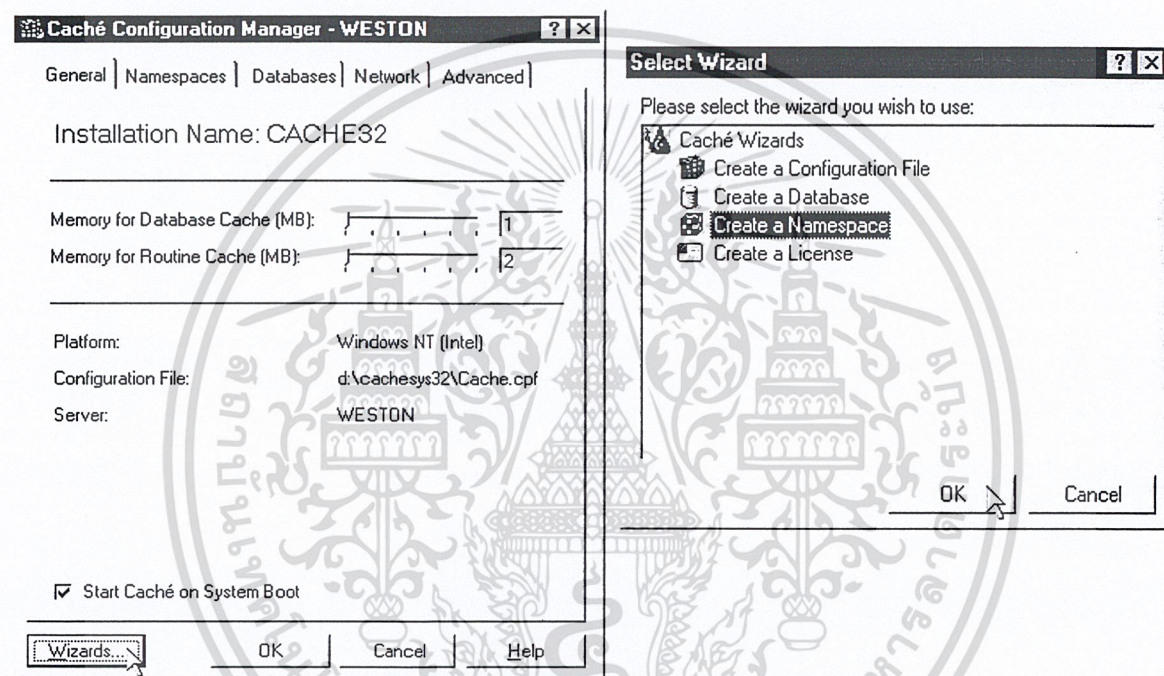 Caché Configuration Manager - WESTON
General Namespaces Databases Network Advanced
Installation Name: CACHE32
Memory for Database Cache (MB): 1
Memory for Routine Cache (MB): 2
Platform: Windows NT (Intel)
Configuration File: d:\cachesys32\Cache.cpf
Server: WESTON
Start Caché on System Boot
Wizards... OK Cancel Help
Select Wizard
Please select the wizard you wish to use:
Caché Wizards
Create a Configuration File
Create a Database
Create a Namespace
Create a License
OK Cancel